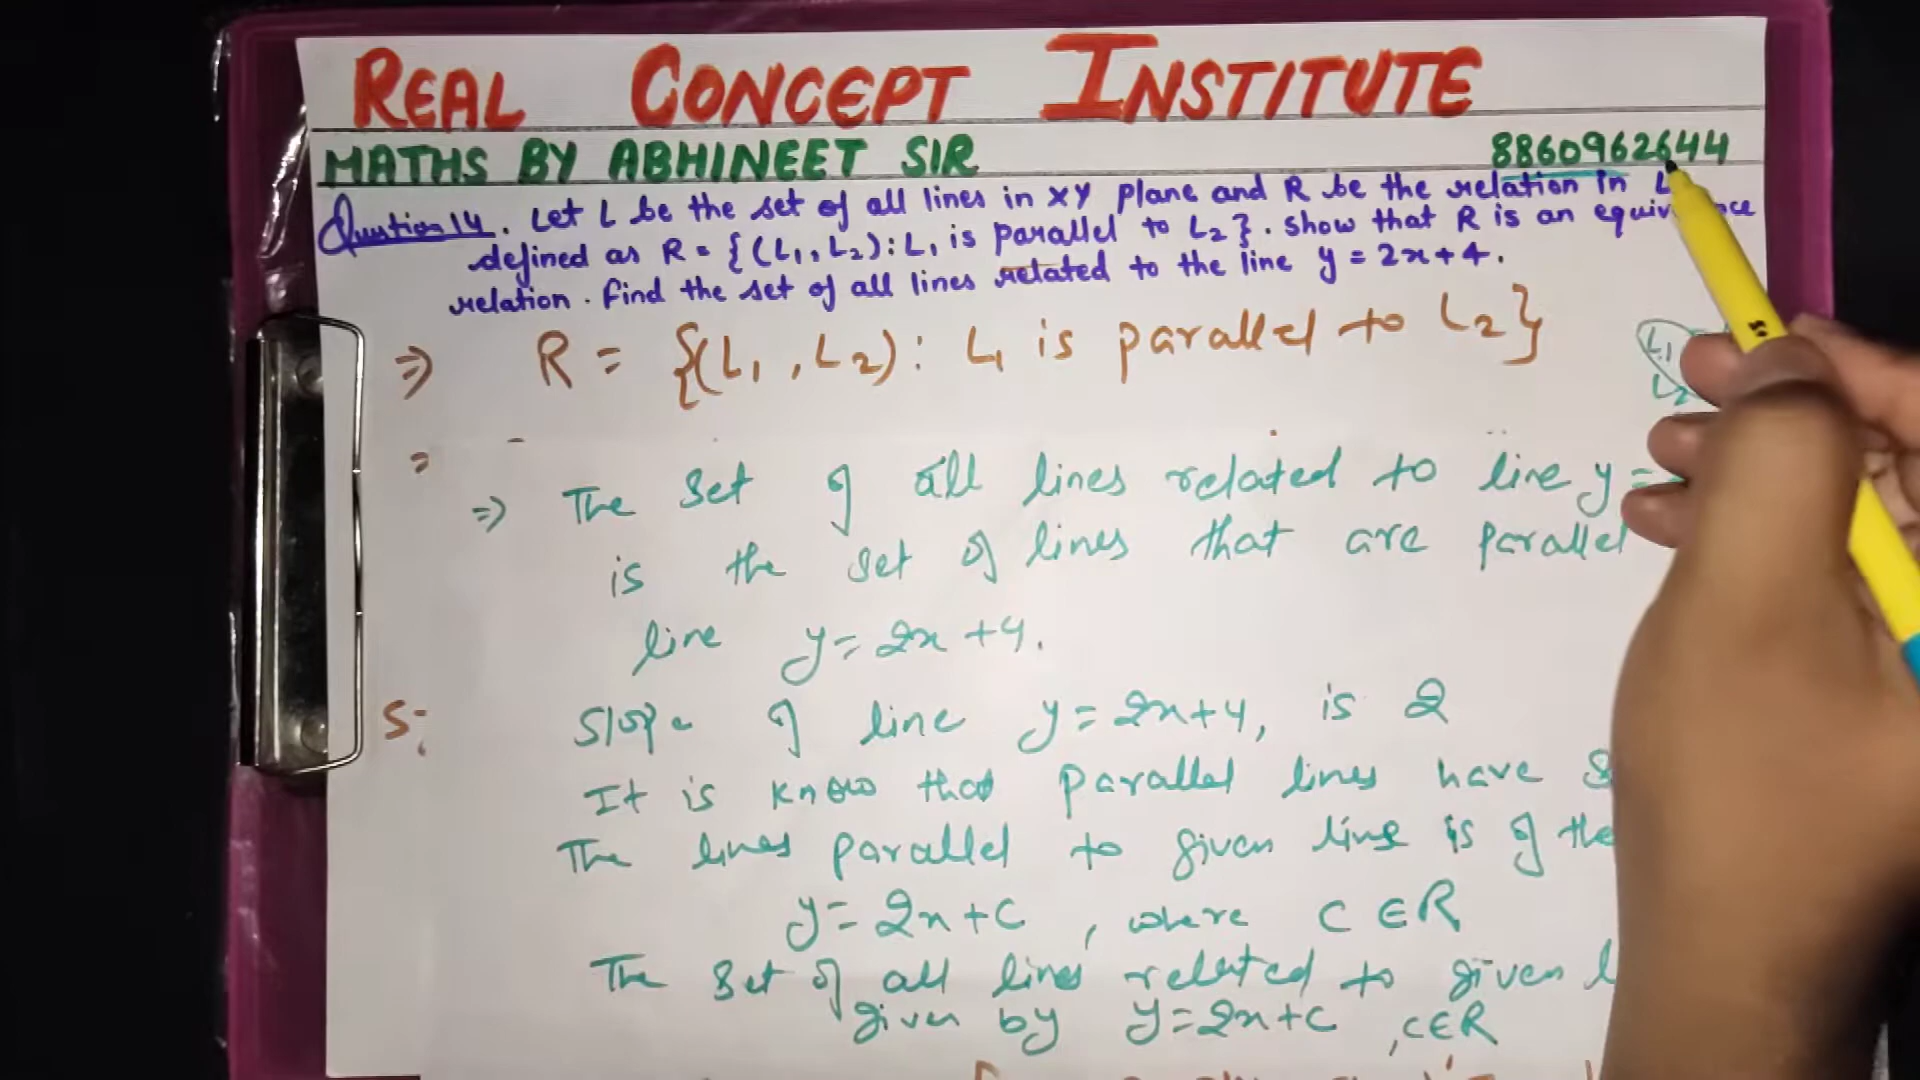 REAL CONCEPT INSTITUTE
MATHS BY ABHINEET SIR 8860962644
Question 14. Let L be the set of all lines in XY plane and R be the relation in L
defined as R = {(L₁, L₂): L₁ is parallel to L₂}. Show that R is an
relation. Find the set of all lines related to the line y = 2x+4.
⇒ R = {(L₁, L₂): L₁ is parallel to L₂}
L₁
L₂
=
⇒ The set of all lines related to line y =
is the set of lines that are parallel
line y = 2x + 4.
S:
Slope of line y = 2x+4, is 2
It is know that parallel lines have
The lines parallel to given line is of the
y = 2x + c , where c ∈ R
The set of all lines related to given
given by y = 2x + c , c ∈ R